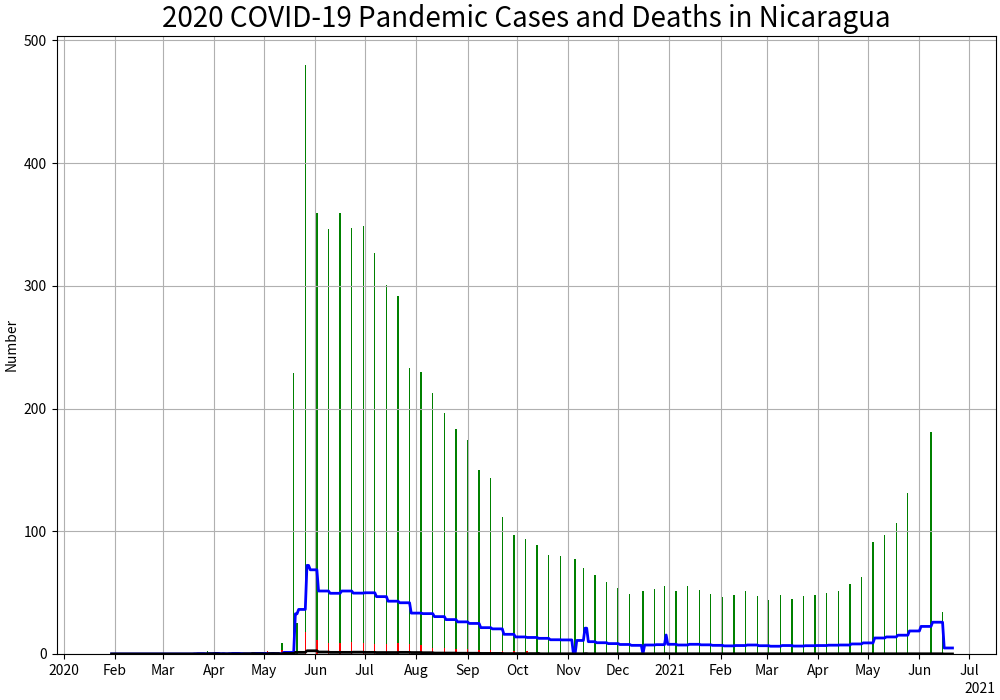 2020 COVID-19 Pandemic Cases and Deaths in Nicaragua
500
400
300
200
100
0
Number
2020 Feb Mar Apr May Jun Jul Aug Sep Oct Nov Dec 2021 Feb Mar Apr May Jun Jul
2021